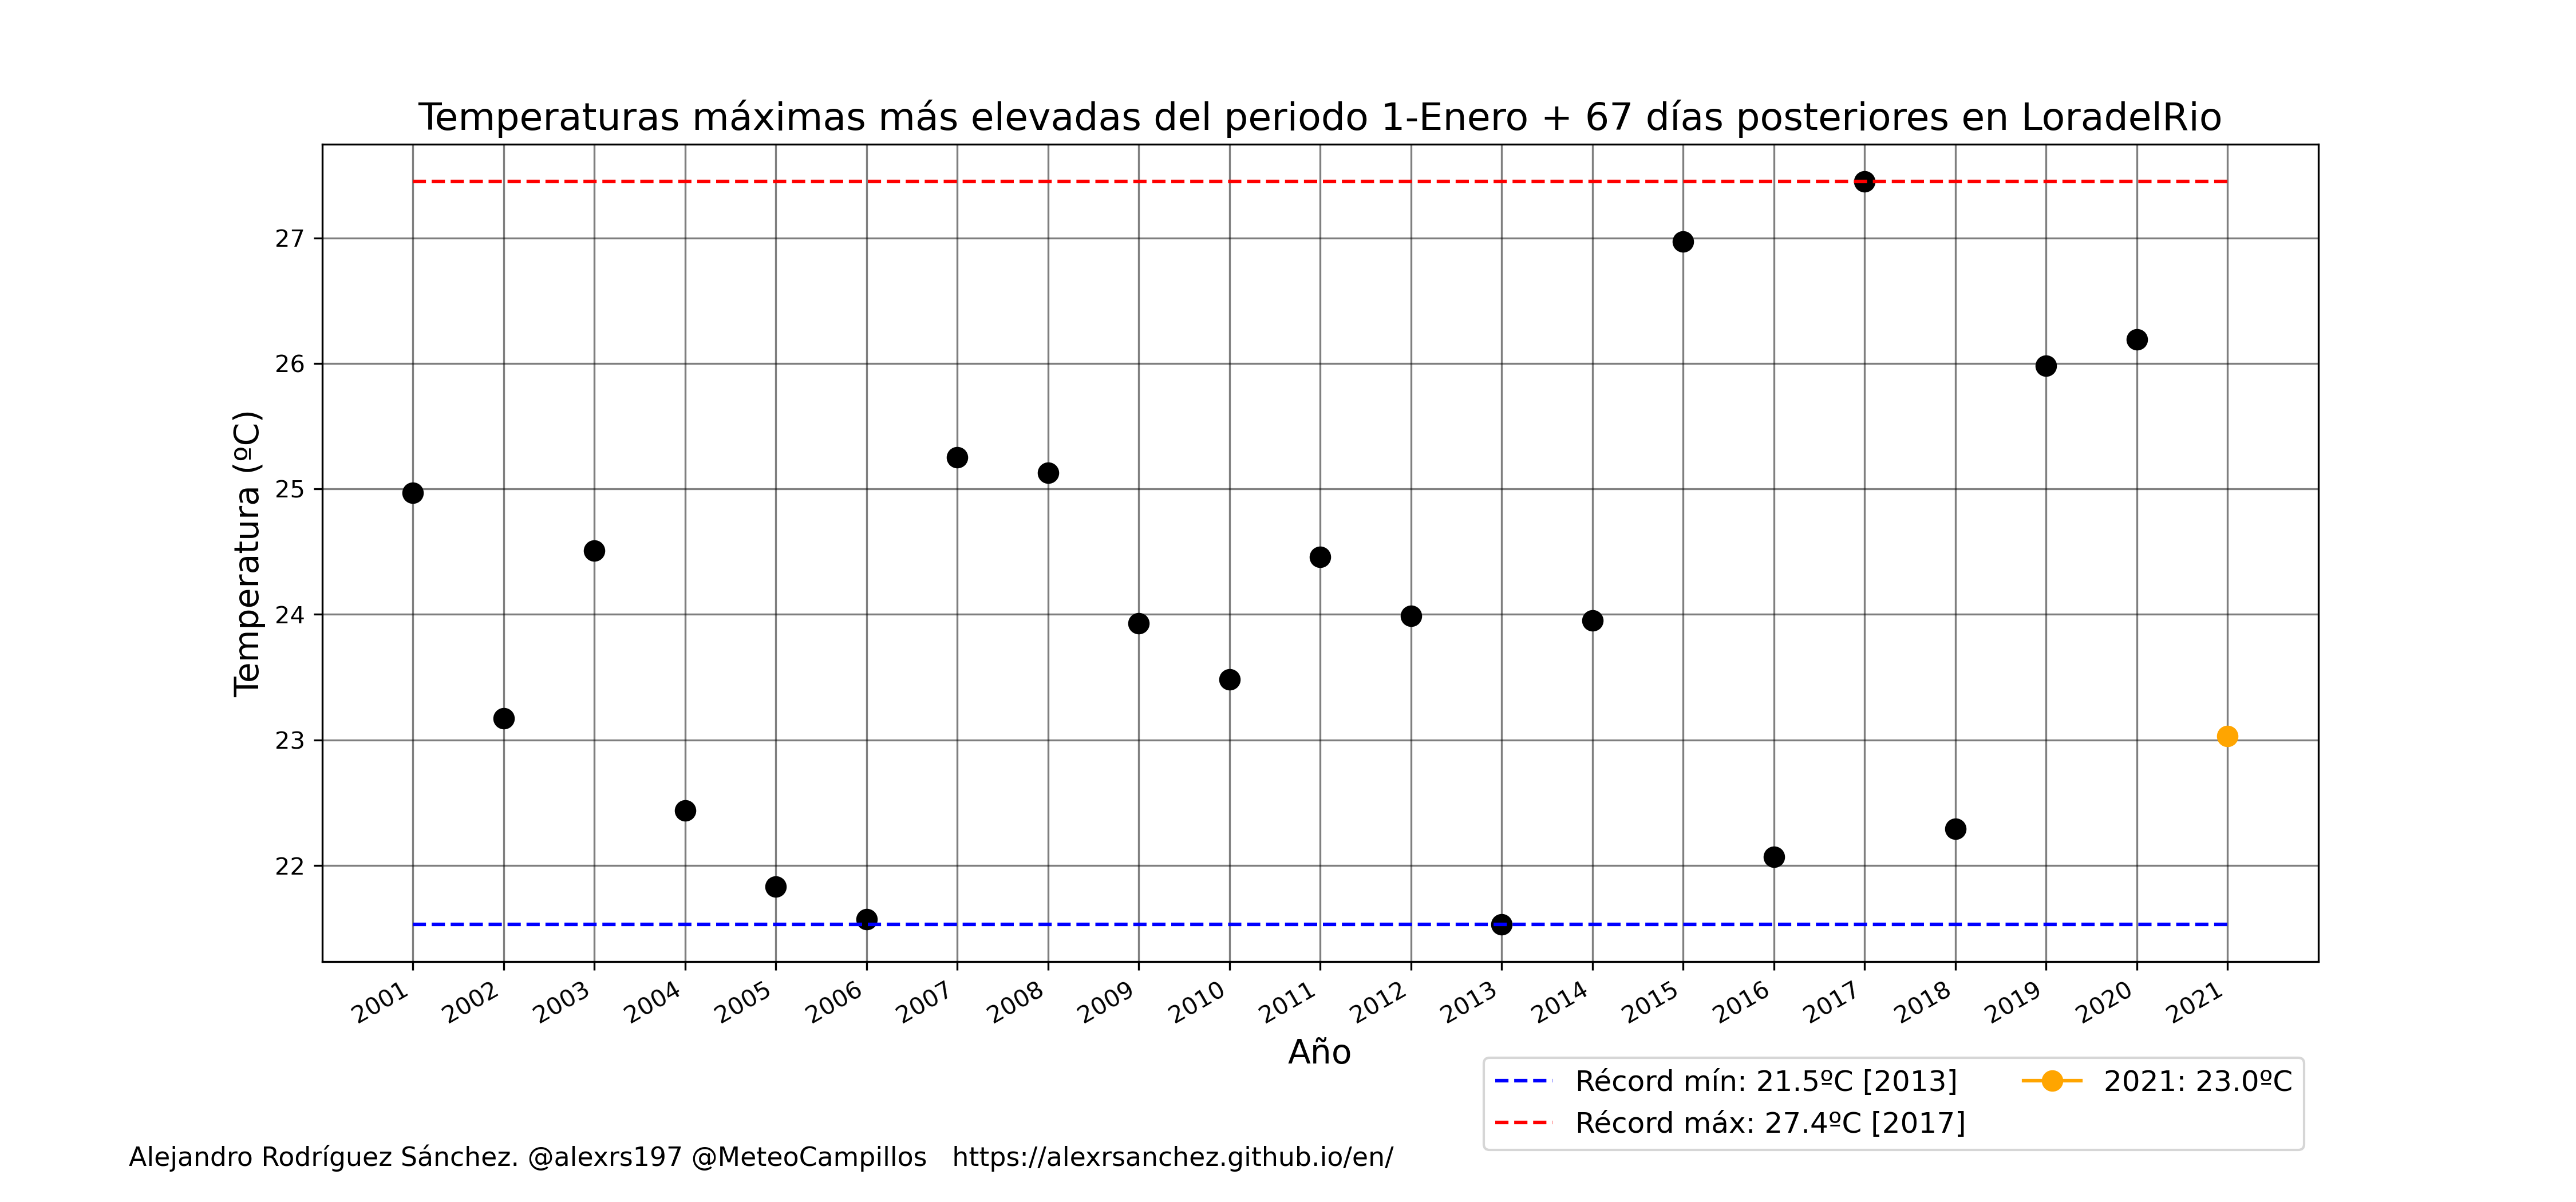 Temperaturas máximas más elevadas del periodo 1-Enero + 67 días posteriores en LoradelRio
Temperatura (ºC)
27
26
25
24
23
22
2001 2002 2003 2004 2005 2006 2007 2008 2009 2010 2011 2012 2013 2014 2015 2016 2017 2018 2019 2020 2021
Año
Récord mín: 21.5ºC [2013]
Récord máx: 27.4ºC [2017]
2021: 23.0ºC
Alejandro Rodríguez Sánchez. @alexrs197 @MeteoCampillos https://alexrsanchez.github.io/en/